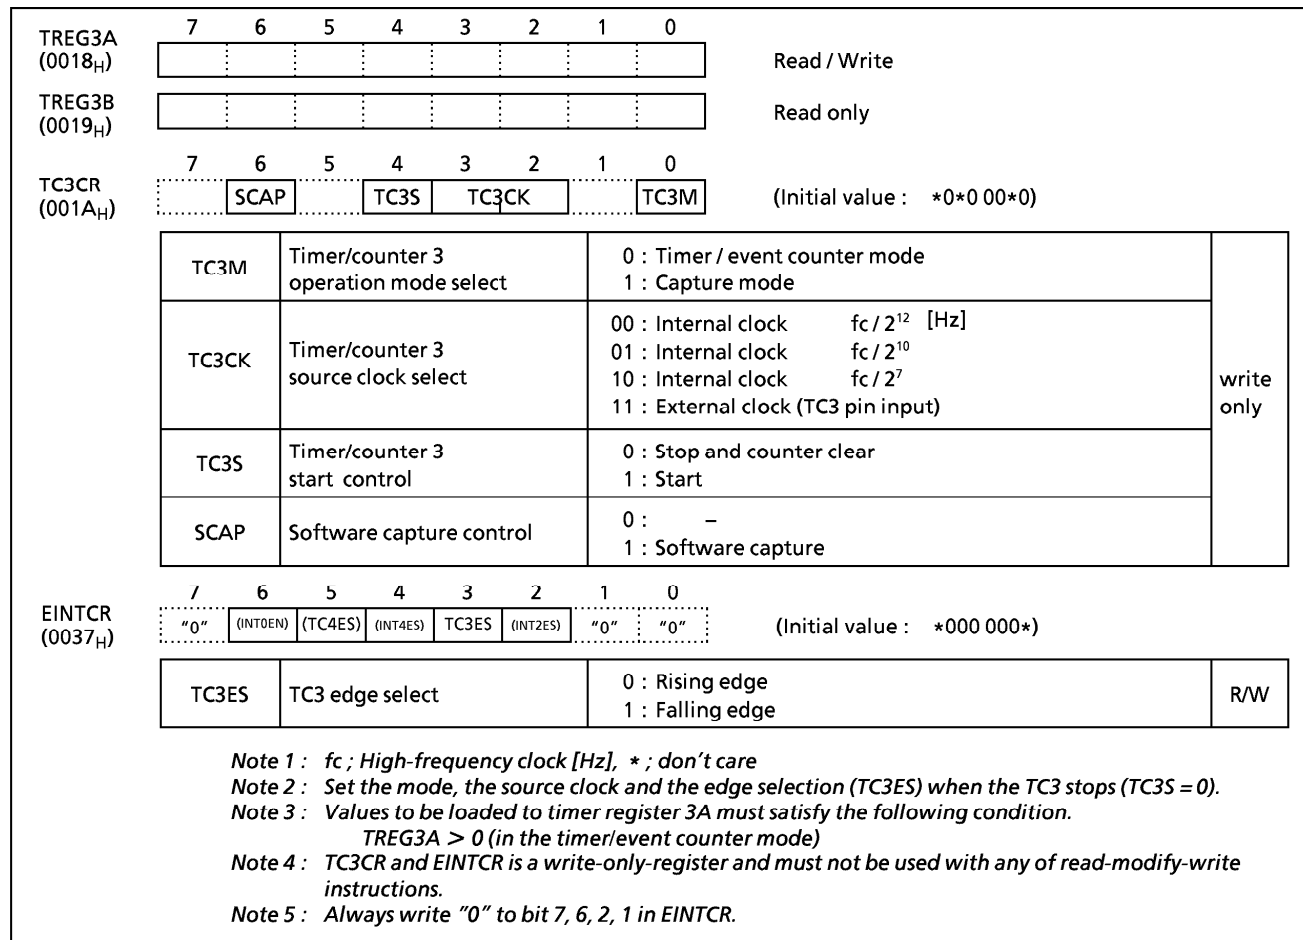 7 6 5 4 3 2 1 0
TREG3A
(0018H) Read / Write
TREG3B
(0019H) Read only
7 6 5 4 3 2 1 0
TC3CR
(001AH) SCAP TC3S TC3CK TC3M (Initial value : *0*0 00*0)
TC3M
Timer/counter 3
operation mode select
0 : Timer / event counter mode
1 : Capture mode
TC3CK
Timer/counter 3
source clock select
00 : Internal clock fc / 2¹² [Hz]
01 : Internal clock fc / 2¹⁰
10 : Internal clock fc / 2⁷
11 : External clock (TC3 pin input)
TC3S
Timer/counter 3
start control
0 : Stop and counter clear
1 : Start
SCAP
Software capture control
0 : –
1 : Software capture
write
only
7 6 5 4 3 2 1 0
EINTCR
(0037H) "0" (INT0EN) (TC4ES) (INT4ES) TC3ES (INT2ES) "0" "0" (Initial value : *000 000*)
TC3ES
TC3 edge select
0 : Rising edge
1 : Falling edge
R/W
Note 1 : fc ; High-frequency clock [Hz], * ; don't care
Note 2 : Set the mode, the source clock and the edge selection (TC3ES) when the TC3 stops (TC3S = 0).
Note 3 : Values to be loaded to timer register 3A must satisfy the following condition.
TREG3A > 0 (in the timer/event counter mode)
Note 4 : TC3CR and EINTCR is a write-only-register and must not be used with any of read-modify-write
instructions.
Note 5 : Always write "0" to bit 7, 6, 2, 1 in EINTCR.